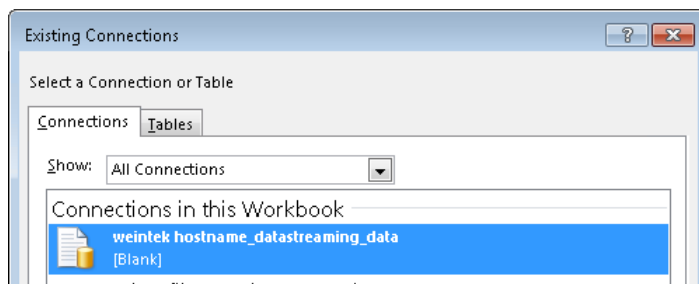 Existing Connections
Select a Connection or Table
Connections Tables
Show: All Connections
Connections in this Workbook
weintek hostname_datastreaming_data
[Blank]